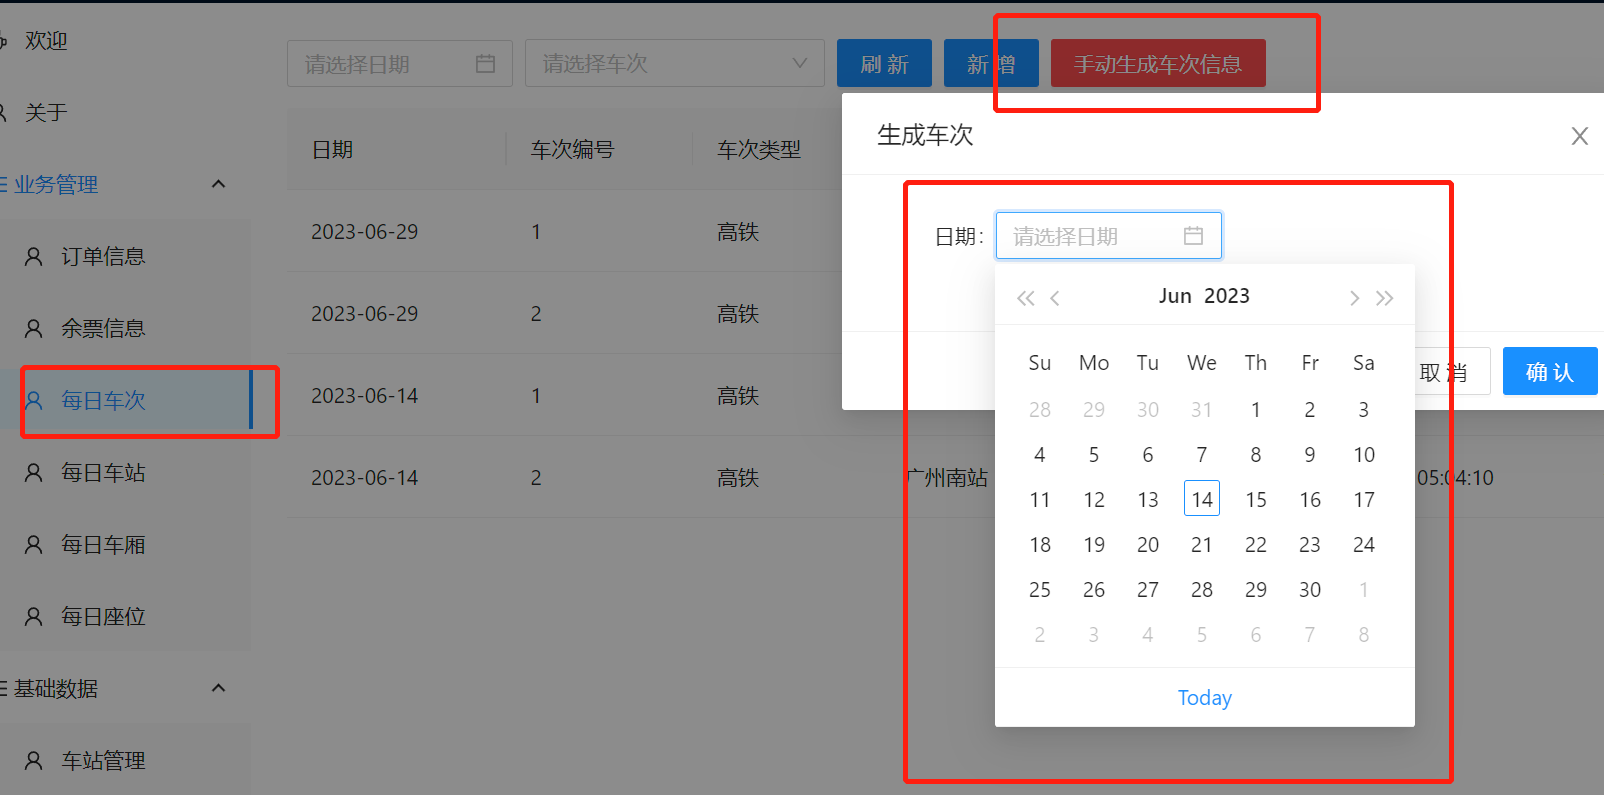 欢迎
关于
业务管理
订单信息
余票信息
每日车次
每日车站
每日车厢
每日座位
基础数据
车站管理
请选择日期 请选择车次 刷 新 新 增 手动生成车次信息
日期 车次编号 车次类型
2023-06-29 1 高铁
2023-06-29 2 高铁
2023-06-14 1 高铁
2023-06-14 2 高铁 广州南站 05:04:10
生成车次
日期: 请选择日期
Jun 2023
Su Mo Tu We Th Fr Sa
28 29 30 31 1 2 3
4 5 6 7 8 9 10
11 12 13 14 15 16 17
18 19 20 21 22 23 24
25 26 27 28 29 30 1
2 3 4 5 6 7 8
Today
取 消 确 认